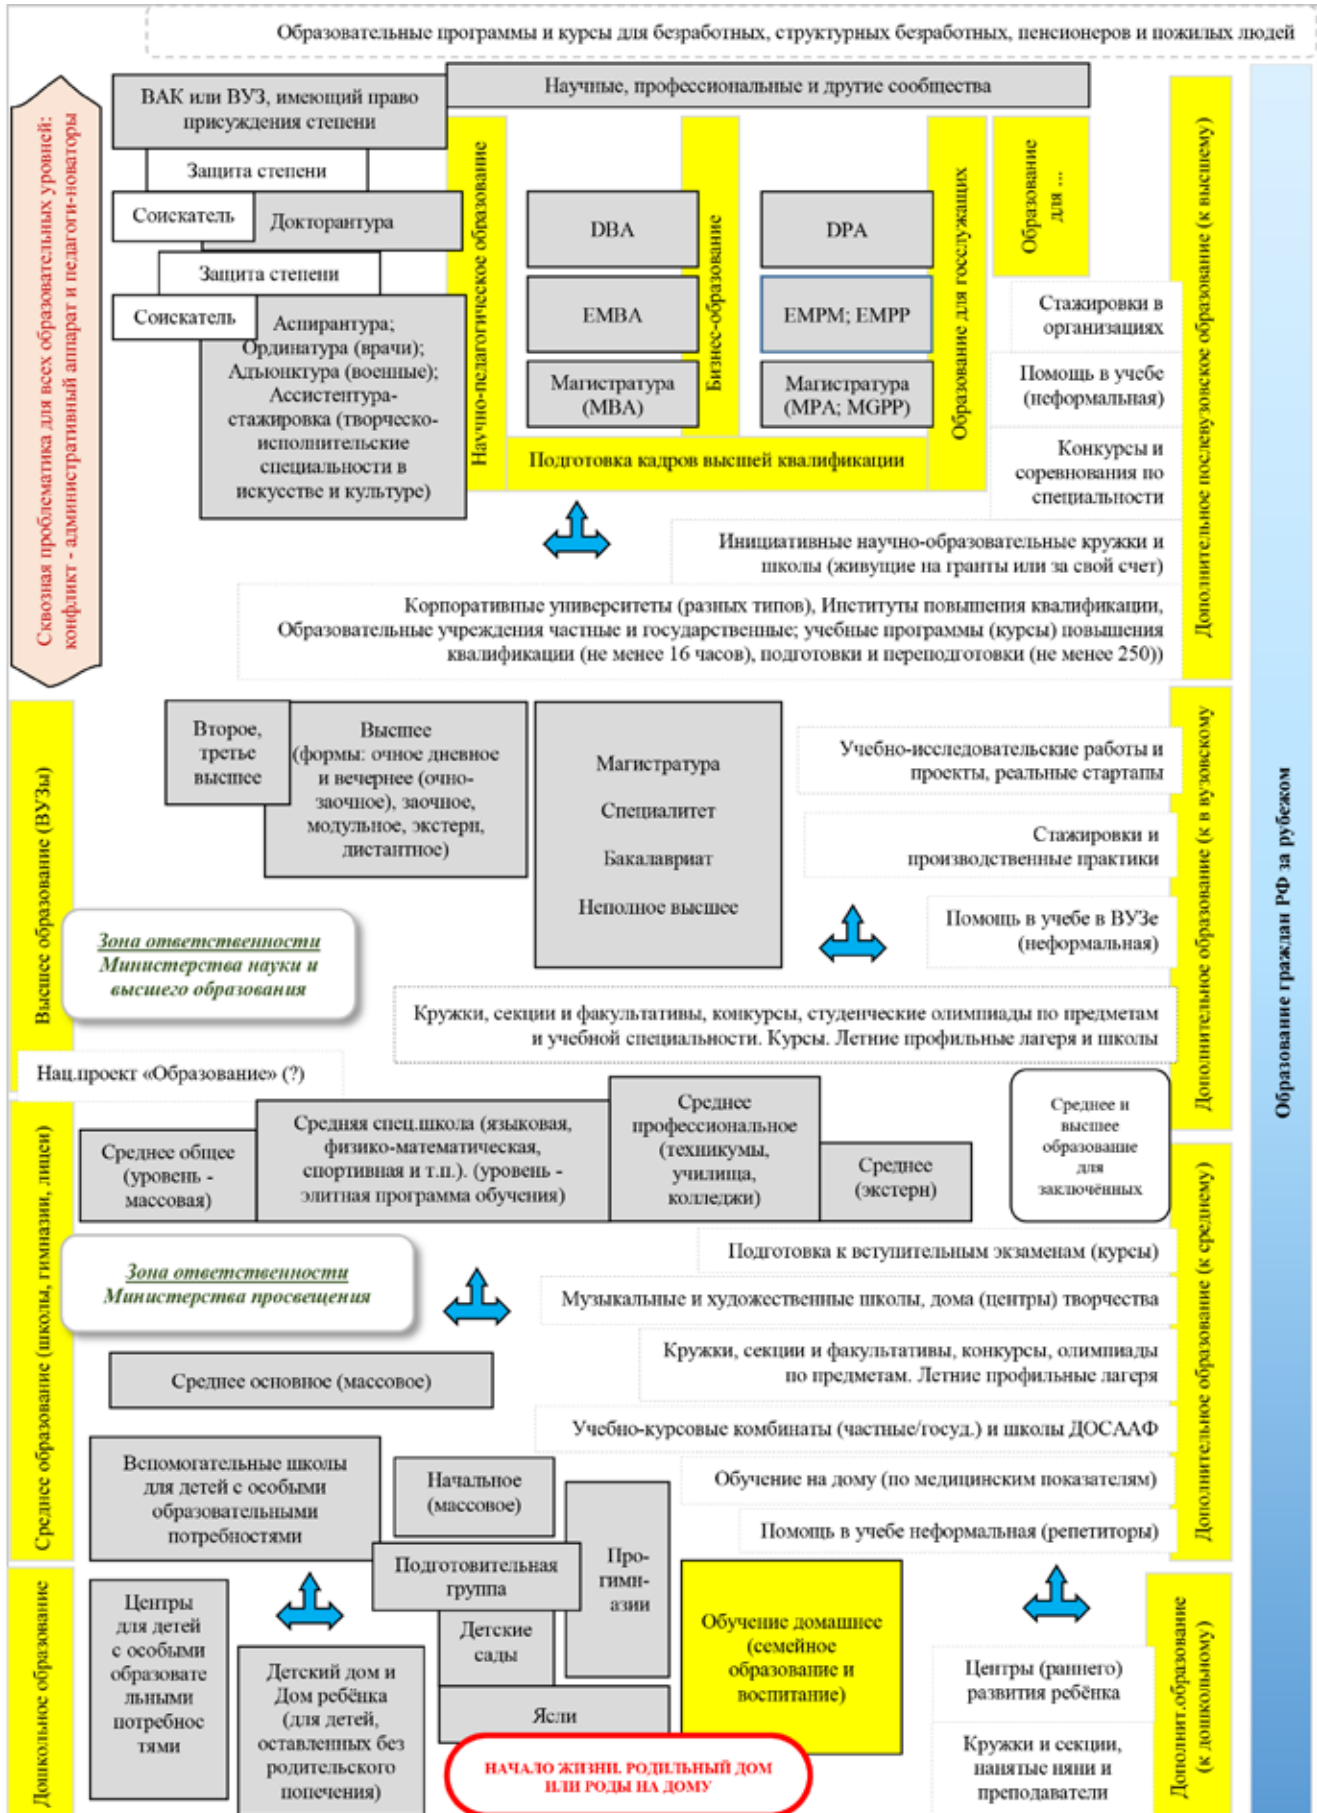 Образовательные программы и курсы для безработных, структурных безработных, пенсионеров и пожилых людей
Сквозная проблематика для всех образовательных уровней:
конфликт - административный аппарат и педагоги-новаторы
ВАК или ВУЗ, имеющий право
присуждения степени
Научные, профессиональные и другие сообщества
Защита степени
Соискатель
Докторантура
Защита степени
Соискатель
Аспирантура;
Ординатура (врачи);
Адъюнктура (военные);
Ассистентура-
стажировка (творческо-
исполнительские
специальности в
искусстве и культуре)
Научно-педагогическое образование
DBA
EMBA
Магистратура
(MBA)
Бизнес-образование
DPA
EMPM; EMPP
Магистратура
(MPA; MGPP)
Образование для госслужащих
Образование
для ...
Подготовка кадров высшей квалификации
Стажировки в
организациях
Помощь в учебе
(неформальная)
Конкурсы и
соревнования по
специальности
Инициативные научно-образовательные кружки и
школы (живущие на гранты или за свой счет)
Корпоративные университеты (разных типов), Институты повышения квалификации,
Образовательные учреждения частные и государственные; учебные программы (курсы) повышения
квалификации (не менее 16 часов), подготовки и переподготовки (не менее 250))
Дополнительное послевузовское образование (к высшему)
Образование граждан РФ за рубежом
Высшее образование (ВУЗы)
Второе,
третье
высшее
Высшее
(формы: очное дневное
и вечернее (очно-
заочное), заочное,
модульное, экстерн,
дистантное)
Магистратура
Специалитет
Бакалавриат
Неполное высшее
Учебно-исследовательские работы и
проекты, реальные стартапы
Стажировки и
производственные практики
Помощь в учебе в ВУЗе
(неформальная)
Зона ответственности
Министерства науки и
высшего образования
Кружки, секции и факультативы, конкурсы, студенческие олимпиады по предметам
и учебной специальности. Курсы. Летние профильные лагеря и школы
Дополнительное образование (к в вузовскому
Нац.проект «Образование» (?)
Среднее образование (школы, гимназии, лицеи)
Среднее общее
(уровень -
массовая)
Средняя спец.школа (языковая,
физико-математическая,
спортивная и т.п.). (уровень -
элитная программа обучения)
Среднее
профессиональное
(техникумы,
училища,
колледжи)
Среднее
(экстерн)
Среднее и
высшее
образование
для
заключённых
Зона ответственности
Министерства просвещения
Подготовка к вступительным экзаменам (курсы)
Музыкальные и художественные школы, дома (центры) творчества
Кружки, секции и факультативы, конкурсы, олимпиады
по предметам. Летние профильные лагеря
Среднее основное (массовое)
Учебно-курсовые комбинаты (частные/госуд.) и школы ДОСААФ
Обучение на дому (по медицинским показателям)
Помощь в учебе неформальная (репетиторы)
Дополнительное образование (к среднему)
Вспомогательные школы
для детей с особыми
образовательными
потребностями
Начальное
(массовое)
Подготовительная
группа
Про-
гимн-
азии
Дошкольное образование
Центры
для детей
с особыми
образовате
льными
потребнос
тями
Детский дом и
Дом ребёнка
(для детей,
оставленных без
родительского
попечения)
Детские
сады
Ясли
Обучение домашнее
(семейное
образование и
воспитание)
Центры (раннего)
развития ребёнка
Кружки и секции,
нанятые няни и
преподаватели
Дополнит.образование
(к дошкольному)
НАЧАЛО ЖИЗНИ. РОДИЛЬНЫЙ ДОМ
ИЛИ РОДЫ НА ДОМУ